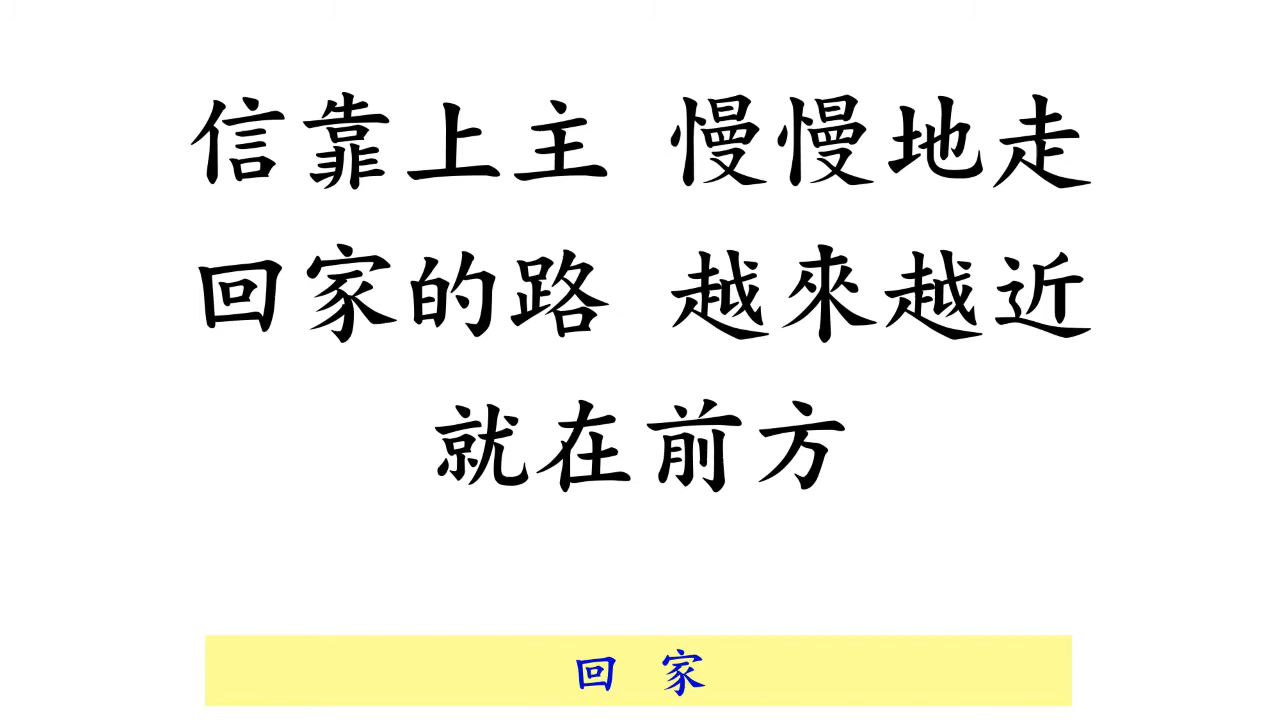 信靠上主 慢慢地走
回家的路 越來越近
就在前方
回 家